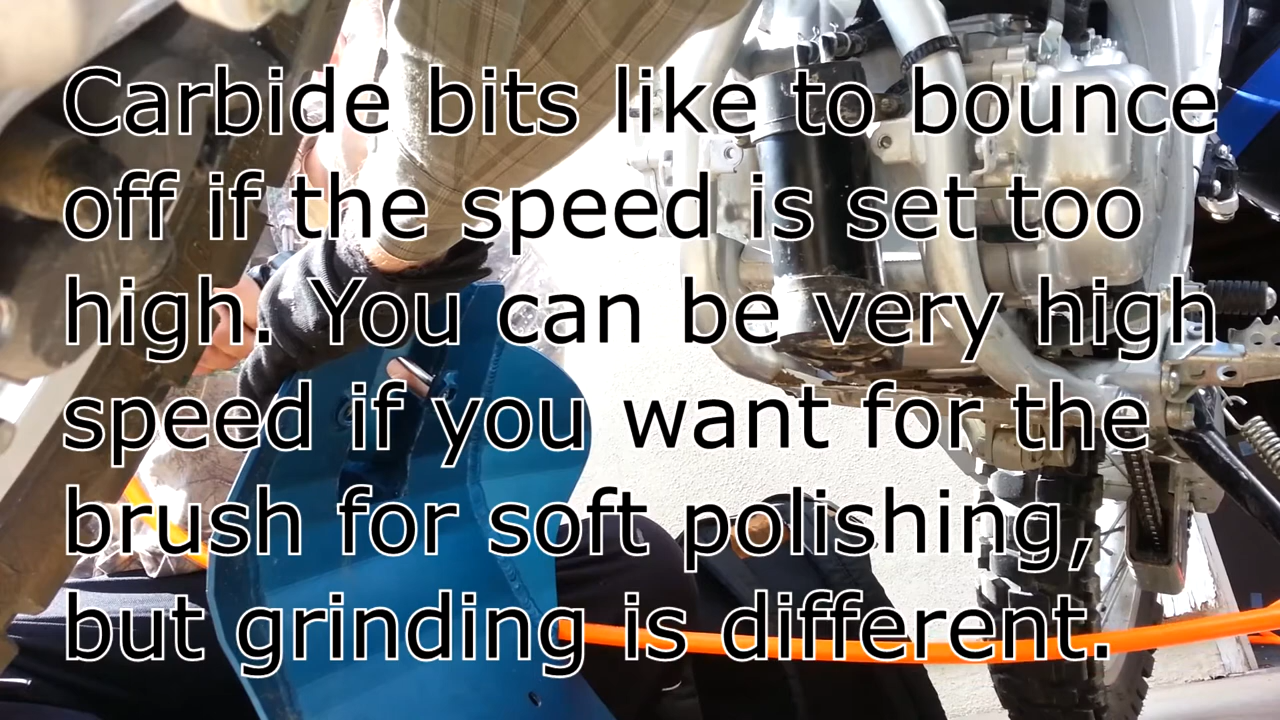 Carbide bits like to bounce
off if the speed is set too
high. You can be very high
speed if you want for the
brush for soft polishing,
but grinding is different.